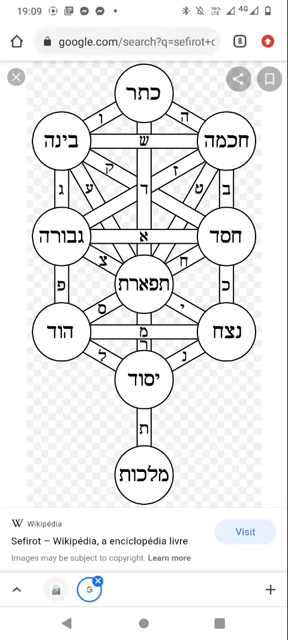 19:09
4G
google.com/search?q=sefirot+c
8
כתר
ה ו
חכמה ש בינה
ז ק
ב ט ד ע ג
חסד א גבורה
ח צ
תפארת
כ י ס פ
נצח מ הוד
ר
נ ל
יסוד
ת
מלכות
W Wikipédia
Sefirot – Wikipédia, a enciclopédia livre
Visit
Images may be subject to copyright. Learn more
G